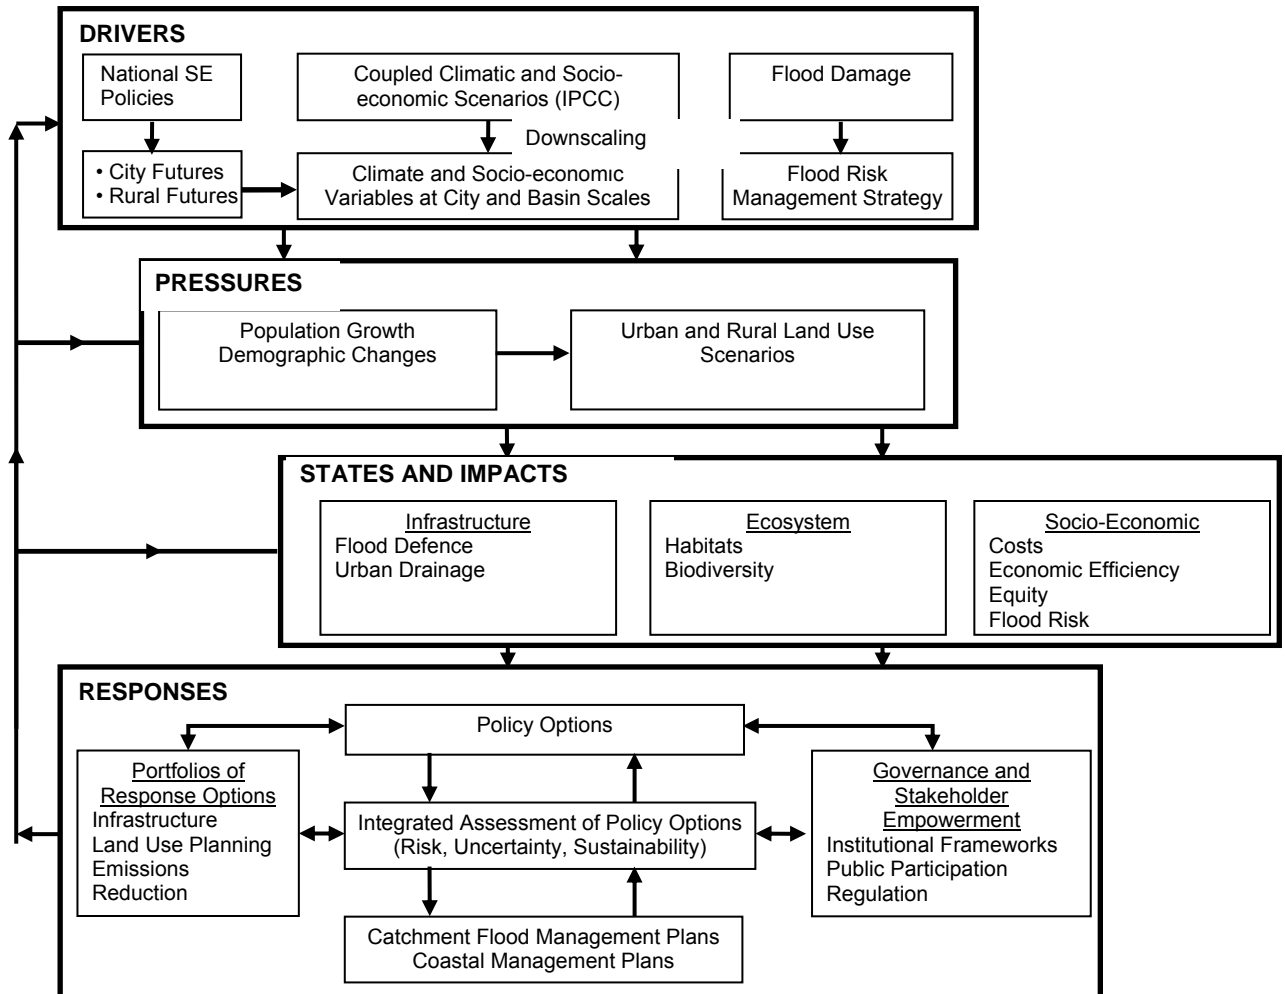 DRIVERS
National SE
Policies
Coupled Climatic and Socio-
economic Scenarios (IPCC)
Flood Damage
Downscaling
• City Futures
• Rural Futures
Climate and Socio-economic
Variables at City and Basin Scales
Flood Risk
Management Strategy
PRESSURES
Population Growth
Demographic Changes
Urban and Rural Land Use
Scenarios
STATES AND IMPACTS
Infrastructure
Flood Defence
Urban Drainage
Ecosystem
Habitats
Biodiversity
Socio-Economic
Costs
Economic Efficiency
Equity
Flood Risk
RESPONSES
Policy Options
Portfolios of
Response Options
Infrastructure
Land Use Planning
Emissions
Reduction
Integrated Assessment of Policy Options
(Risk, Uncertainty, Sustainability)
Governance and
Stakeholder
Empowerment
Institutional Frameworks
Public Participation
Regulation
Catchment Flood Management Plans
Coastal Management Plans